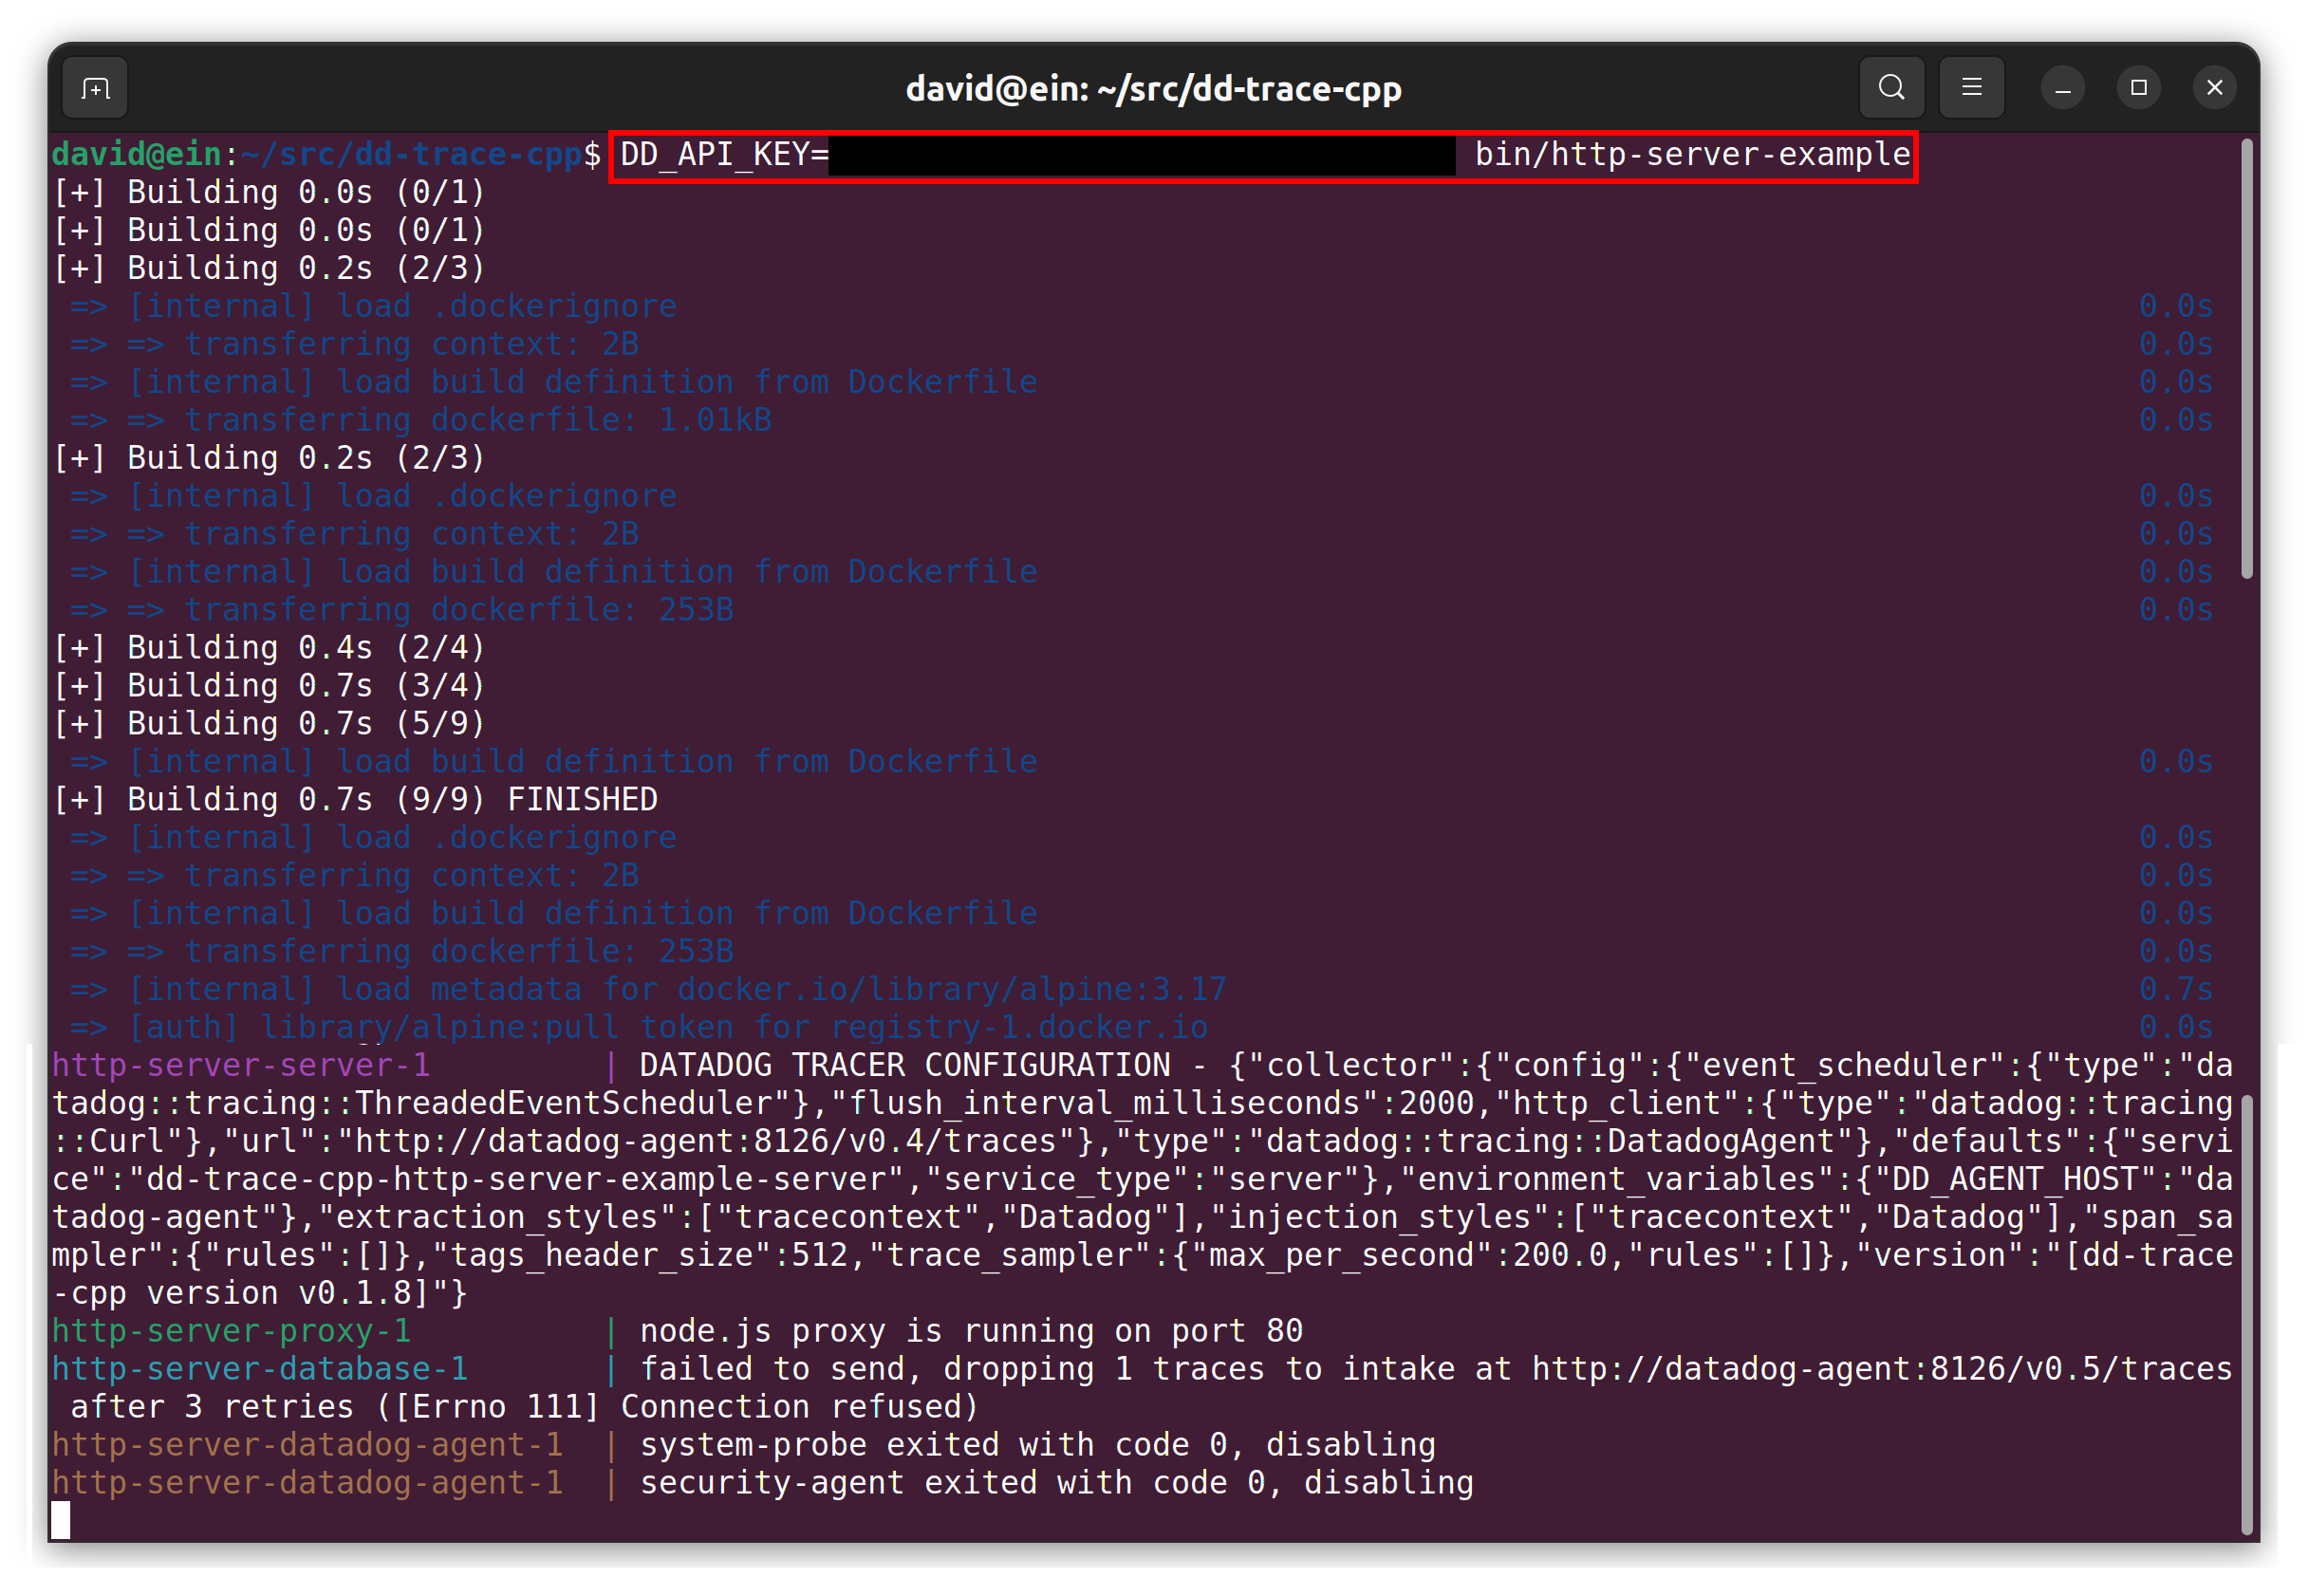 david@ein: ~/src/dd-trace-cpp
david@ein:~/src/dd-trace-cpp$ DD_API_KEY= bin/http-server-example
[+] Building 0.0s (0/1)
[+] Building 0.0s (0/1)
[+] Building 0.2s (2/3)
=> [internal] load .dockerignore 0.0s
=> => transferring context: 2B 0.0s
=> [internal] load build definition from Dockerfile 0.0s
=> => transferring dockerfile: 1.01kB 0.0s
[+] Building 0.2s (2/3)
=> [internal] load .dockerignore 0.0s
=> => transferring context: 2B 0.0s
=> [internal] load build definition from Dockerfile 0.0s
=> => transferring dockerfile: 253B 0.0s
[+] Building 0.4s (2/4)
[+] Building 0.7s (3/4)
[+] Building 0.7s (5/9)
=> [internal] load build definition from Dockerfile 0.0s
[+] Building 0.7s (9/9) FINISHED
=> [internal] load .dockerignore 0.0s
=> => transferring context: 2B 0.0s
=> [internal] load build definition from Dockerfile 0.0s
=> => transferring dockerfile: 253B 0.0s
=> [internal] load metadata for docker.io/library/alpine:3.17 0.7s
=> [auth] library/alpine:pull token for registry-1.docker.io 0.0s
http-server-server-1 | DATADOG TRACER CONFIGURATION - {"collector":{"config":{"event_scheduler":{"type":"da
tadog::tracing::ThreadedEventScheduler"},"flush_interval_milliseconds":2000,"http_client":{"type":"datadog::tracing
::Curl"},"url":"http://datadog-agent:8126/v0.4/traces"},"type":"datadog::tracing::DatadogAgent"},"defaults":{"servi
ce":"dd-trace-cpp-http-server-example-server","service_type":"server"},"environment_variables":{"DD_AGENT_HOST":"da
tadog-agent"},"extraction_styles":["tracecontext","Datadog"],"injection_styles":["tracecontext","Datadog"],"span_sa
mpler":{"rules":[]},"tags_header_size":512,"trace_sampler":{"max_per_second":200.0,"rules":[]},"version":"[dd-trace
-cpp version v0.1.8]"}
http-server-proxy-1 | node.js proxy is running on port 80
http-server-database-1 | failed to send, dropping 1 traces to intake at http://datadog-agent:8126/v0.5/traces
after 3 retries ([Errno 111] Connection refused)
http-server-datadog-agent-1 | system-probe exited with code 0, disabling
http-server-datadog-agent-1 | security-agent exited with code 0, disabling